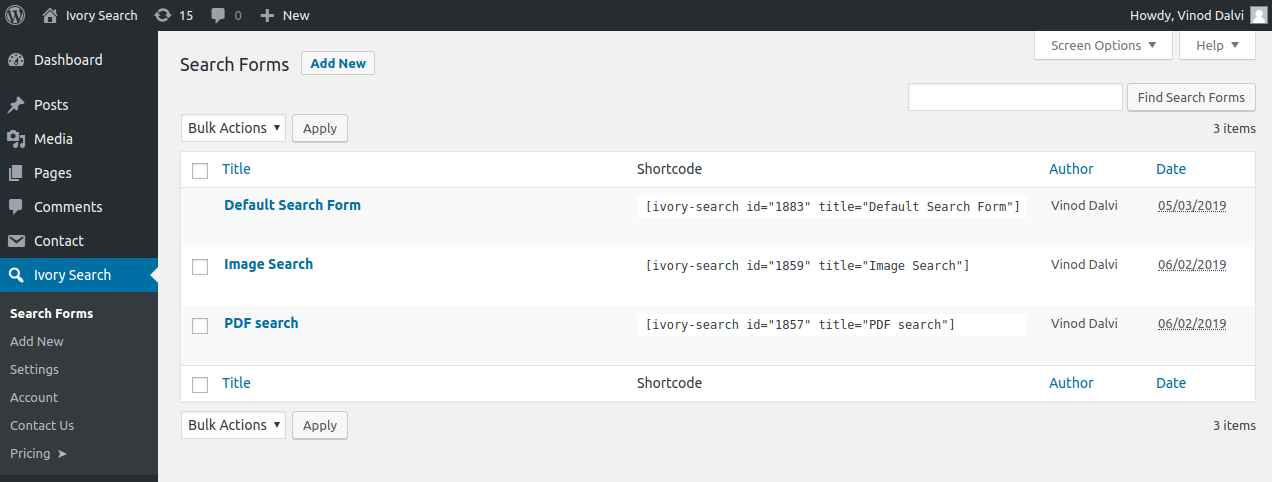 Ivory Search 15 0 New Howdy, Vinod Dalvi
Screen Options Help
Dashboard
Posts
Media
Pages
Comments
Contact
Ivory Search
Search Forms
Add New
Settings
Account
Contact Us
Pricing ➤
Search Forms Add New
Find Search Forms
Bulk Actions Apply 3 items
Title Shortcode Author Date
Default Search Form [ivory-search id="1883" title="Default Search Form"] Vinod Dalvi 05/03/2019
Image Search [ivory-search id="1859" title="Image Search"] Vinod Dalvi 06/02/2019
PDF search [ivory-search id="1857" title="PDF search"] Vinod Dalvi 06/02/2019
Title Shortcode Author Date
Bulk Actions Apply 3 items